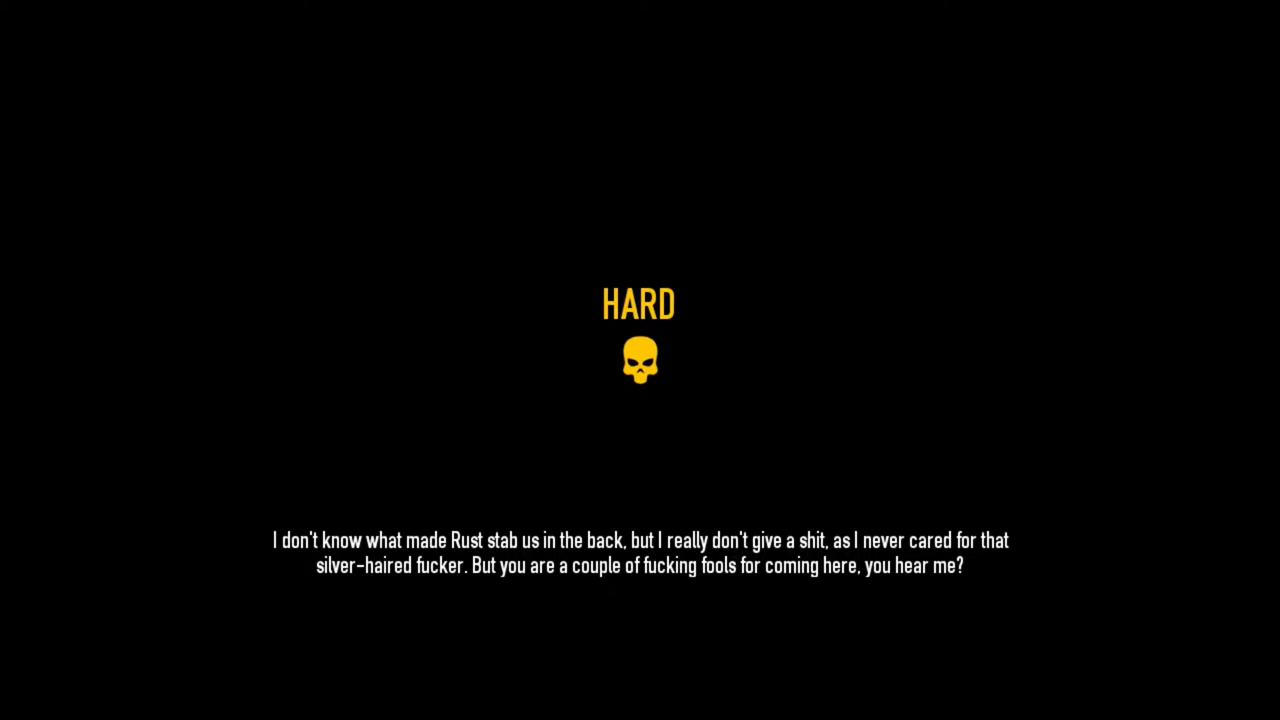 HARD
I don't know what made Rust stab us in the back, but I really don't give a shit, as I never cared for that
silver-haired fucker. But you are a couple of fucking fools for coming here, you hear me?